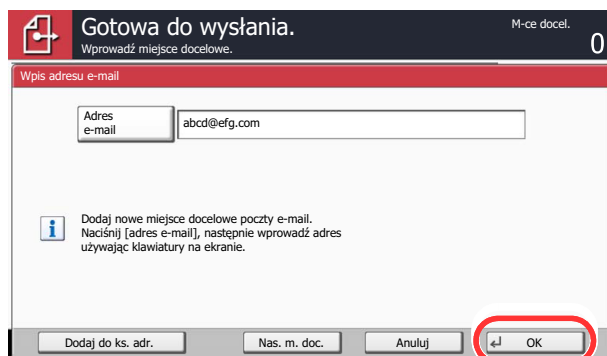 Gotowa do wysłania.
Wprowadź miejsce docelowe.
M-ce docel.
0
Wpis adresu e-mail
Adres
e-mail
abcd@efg.com
Dodaj nowe miejsce docelowe poczty e-mail.
Naciśnij [adres e-mail], następnie wprowadź adres
używając klawiatury na ekranie.
Dodaj do ks. adr.
Nas. m. doc.
Anuluj
OK